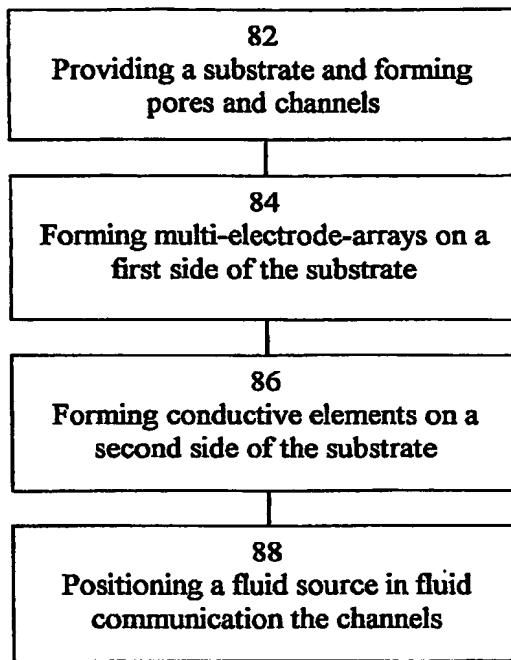 82
Providing a substrate and forming
pores and channels
84
Forming multi-electrode-arrays on a
first side of the substrate
86
Forming conductive elements on a
second side of the substrate
88
Positioning a fluid source in fluid
communication the channels